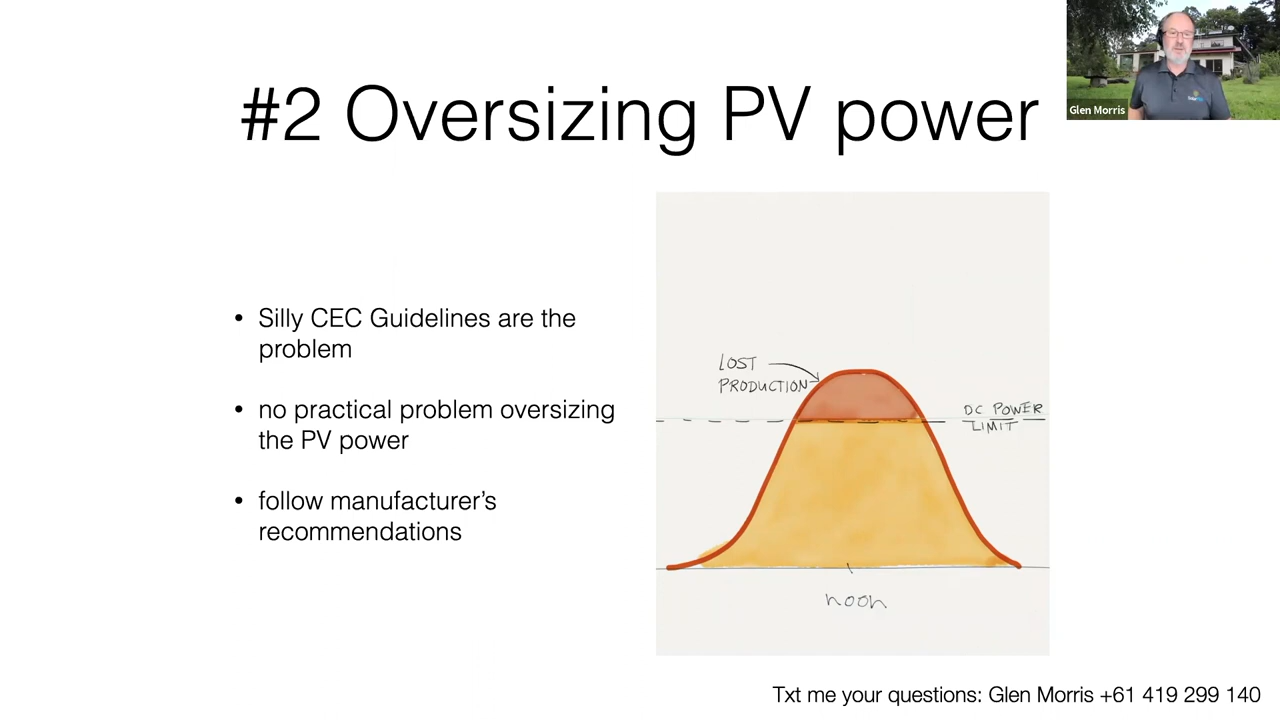 #2 Oversizing PV power
Glen Morris
• Silly CEC Guidelines are the
problem
• no practical problem oversizing
the PV power
• follow manufacturer’s
recommendations
LOST
PRODUCTION
DC POWER
LIMIT
noon
Txt me your questions: Glen Morris +61 419 299 140